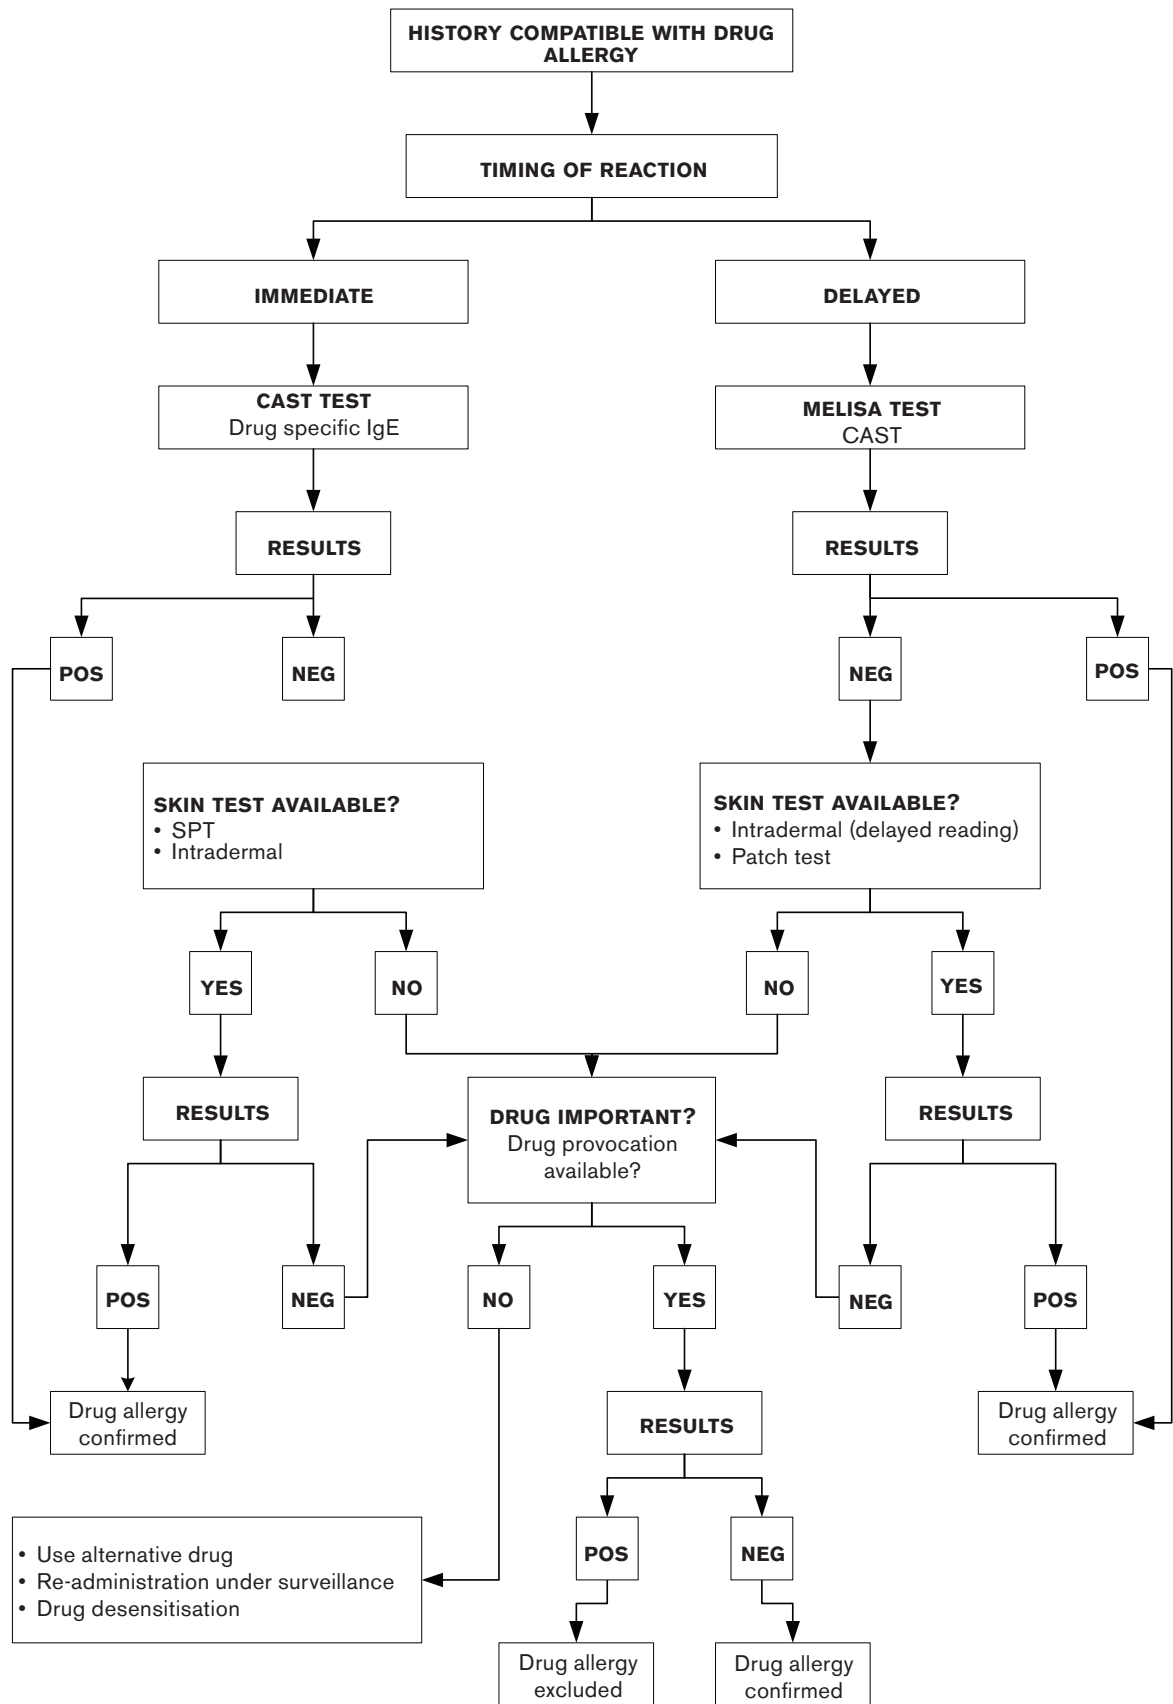 HISTORY COMPATIBLE WITH DRUG
ALLERGY
TIMING OF REACTION
IMMEDIATE
DELAYED
CAST TEST
Drug specific IgE
MELISA TEST
CAST
RESULTS
RESULTS
POS
NEG
NEG
POS
SKIN TEST AVAILABLE?
• SPT
• Intradermal
SKIN TEST AVAILABLE?
• Intradermal (delayed reading)
• Patch test
YES
NO
NO
YES
RESULTS
DRUG IMPORTANT?
Drug provocation
available?
RESULTS
POS
NEG
NO
YES
NEG
POS
Drug allergy
confirmed
RESULTS
Drug allergy
confirmed
• Use alternative drug
• Re-administration under surveillance
• Drug desensitisation
POS
NEG
Drug allergy
excluded
Drug allergy
confirmed